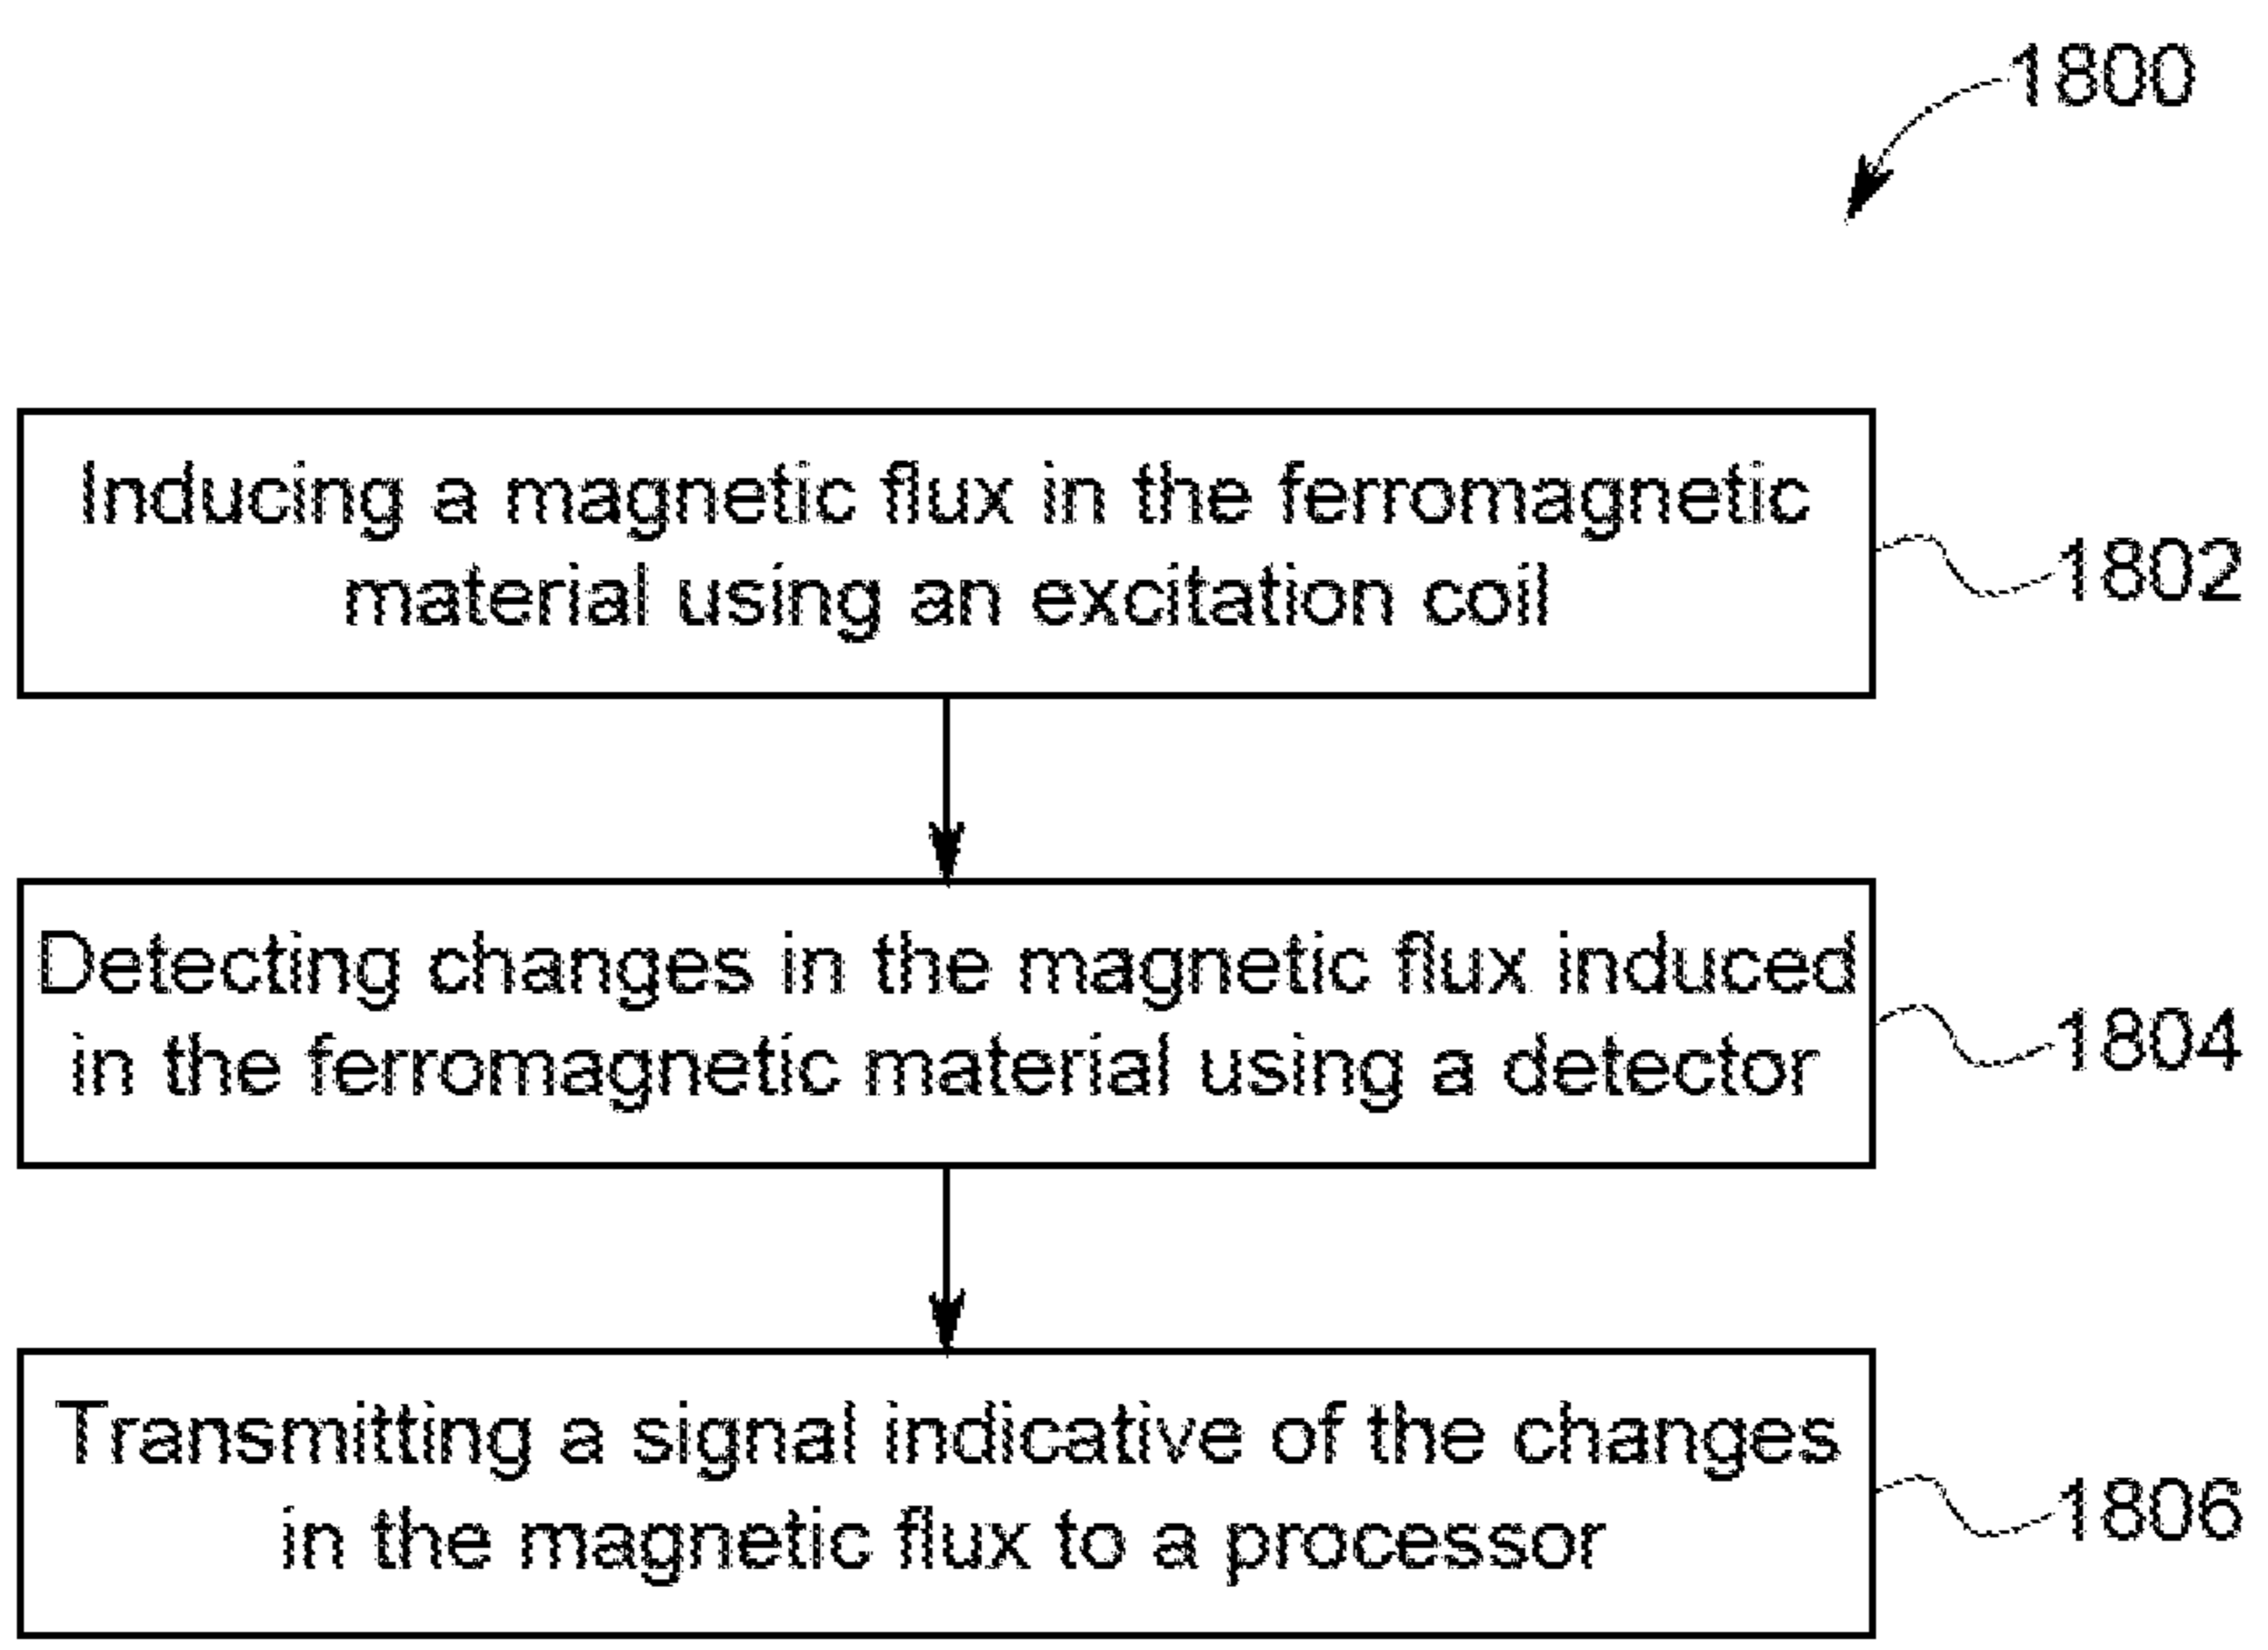 1800
Inducing a magnetic flux in the ferromagnetic
material using an excitation coil
1802
Detecting changes in the magnetic flux induced
in the ferromagnetic material using a detector
1804
Transmitting a signal indicative of the changes
in the magnetic flux to a processor
1806